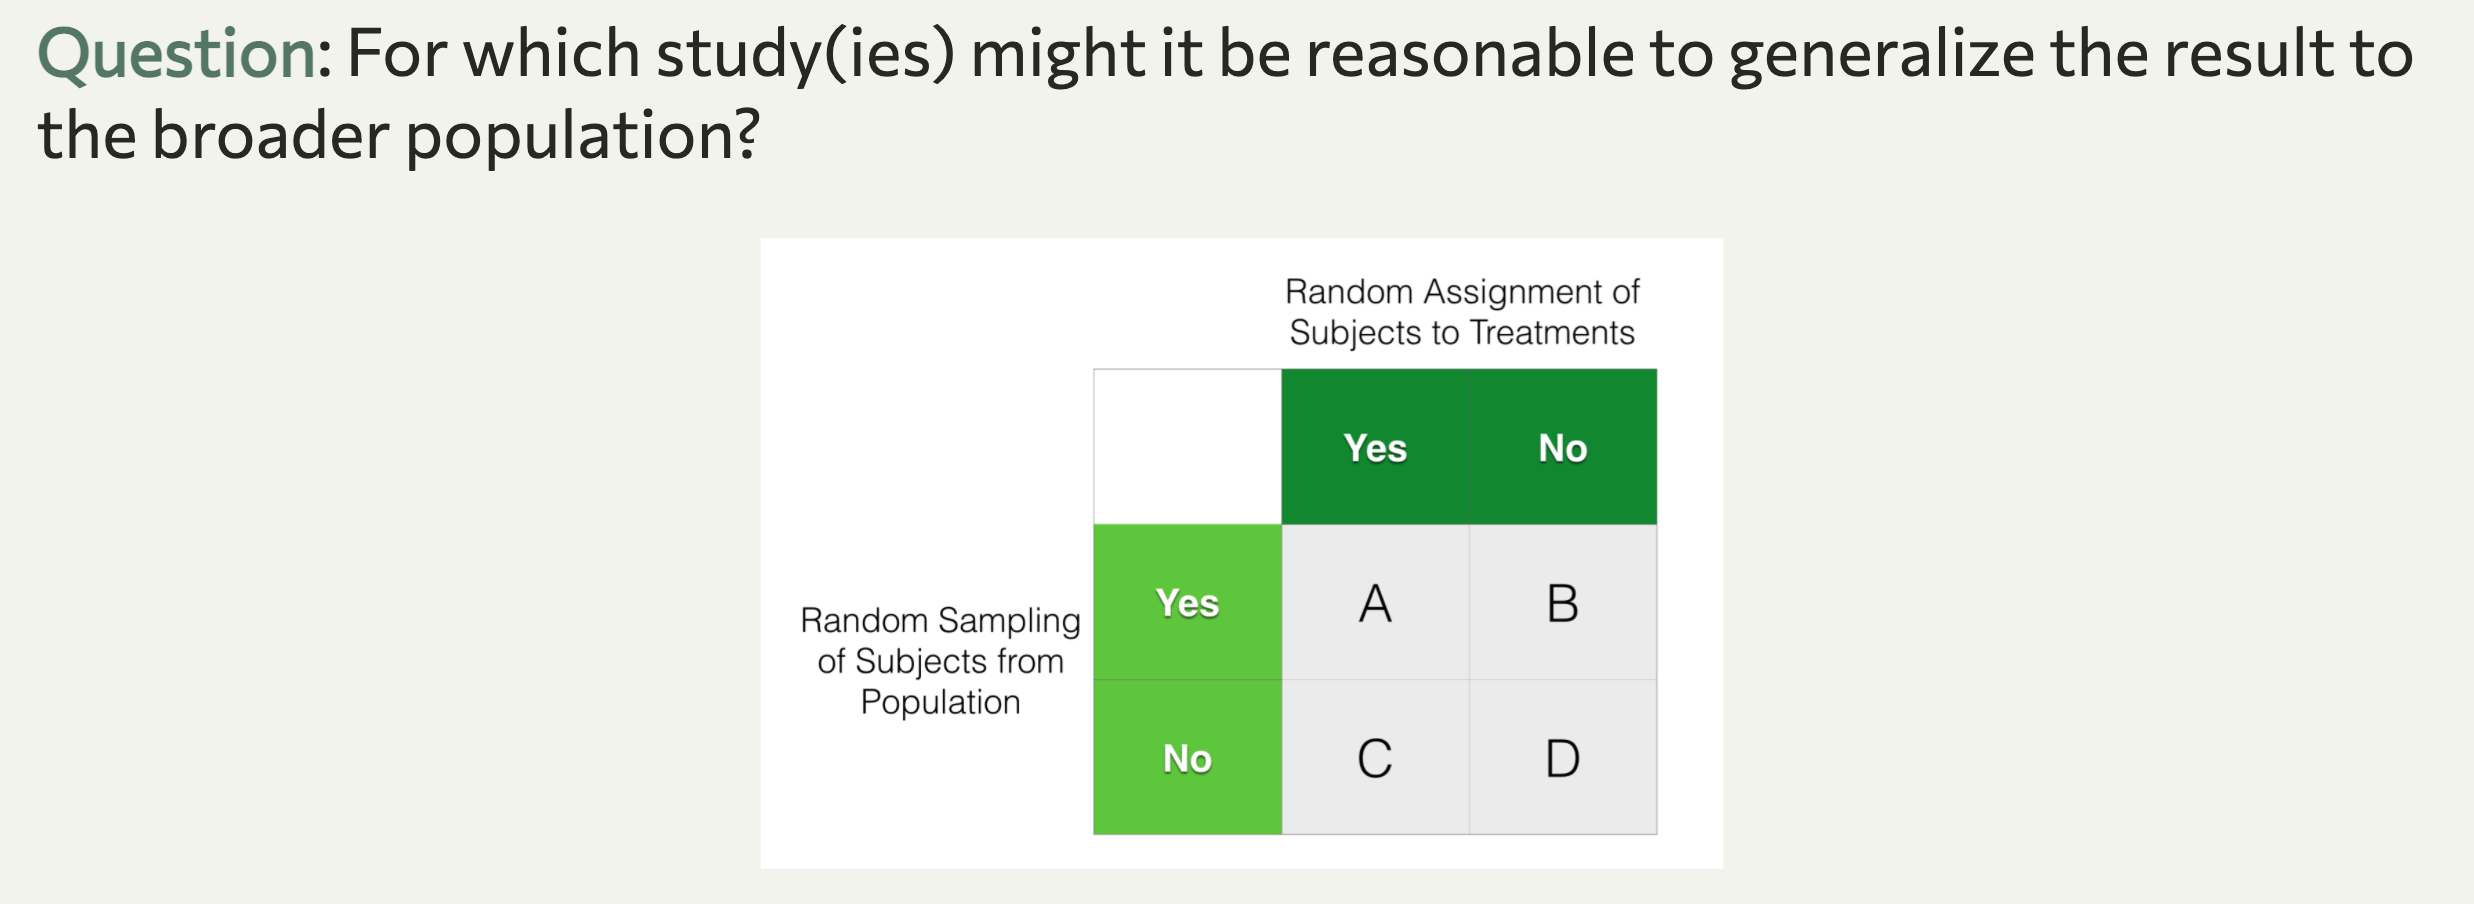 Question: For which study(ies) might it be reasonable to generalize the result to
the broader population?
Random Assignment of
Subjects to Treatments
Yes No
Random Sampling
of Subjects from
Population
Yes A B
No C D